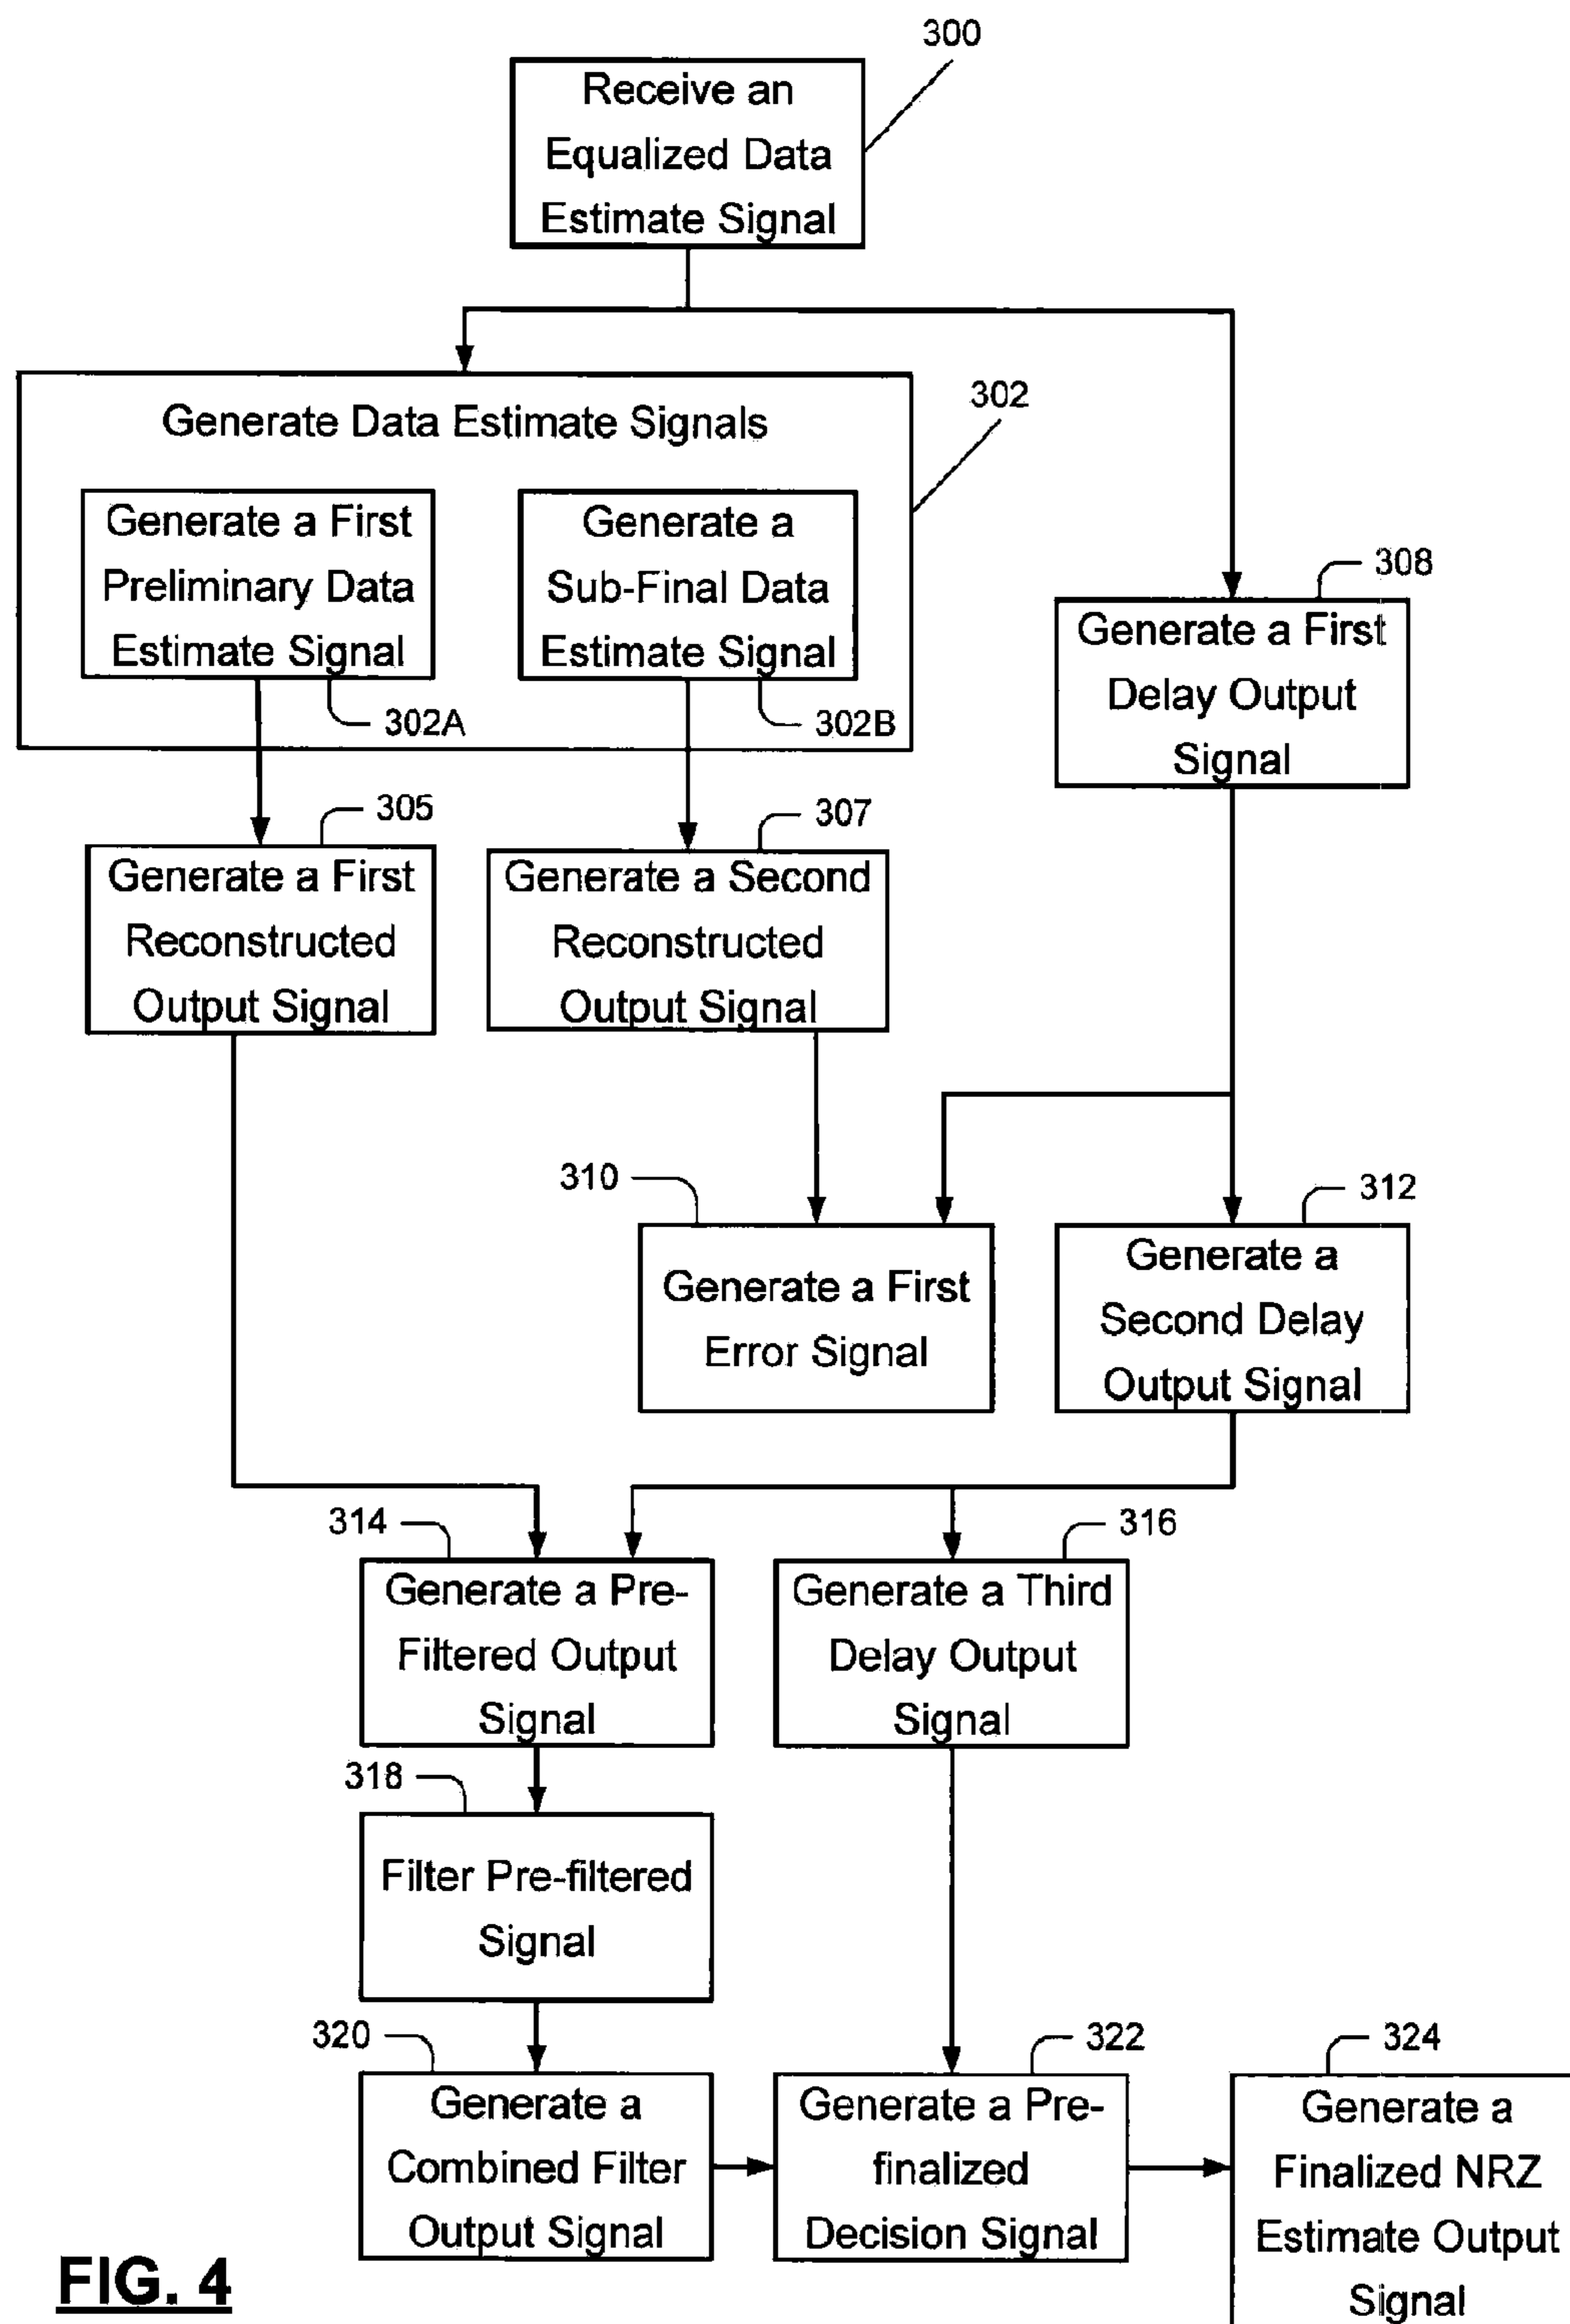 300
Receive an
Equalized Data
Estimate Signal
302
Generate Data Estimate Signals
Generate a First
Preliminary Data
Estimate Signal
302A
Generate a
Sub-Final Data
Estimate Signal
302B
308
Generate a First
Delay Output
Signal
305
Generate a First
Reconstructed
Output Signal
307
Generate a Second
Reconstructed
Output Signal
310
Generate a First
Error Signal
312
Generate a
Second Delay
Output Signal
314
Generate a Pre-
Filtered Output
Signal
316
Generate a Third
Delay Output
Signal
318
Filter Pre-filtered
Signal
320
Generate a
Combined Filter
Output Signal
322
Generate a Pre-
finalized
Decision Signal
324
Generate a
Finalized NRZ
Estimate Output
Signal
FIG. 4